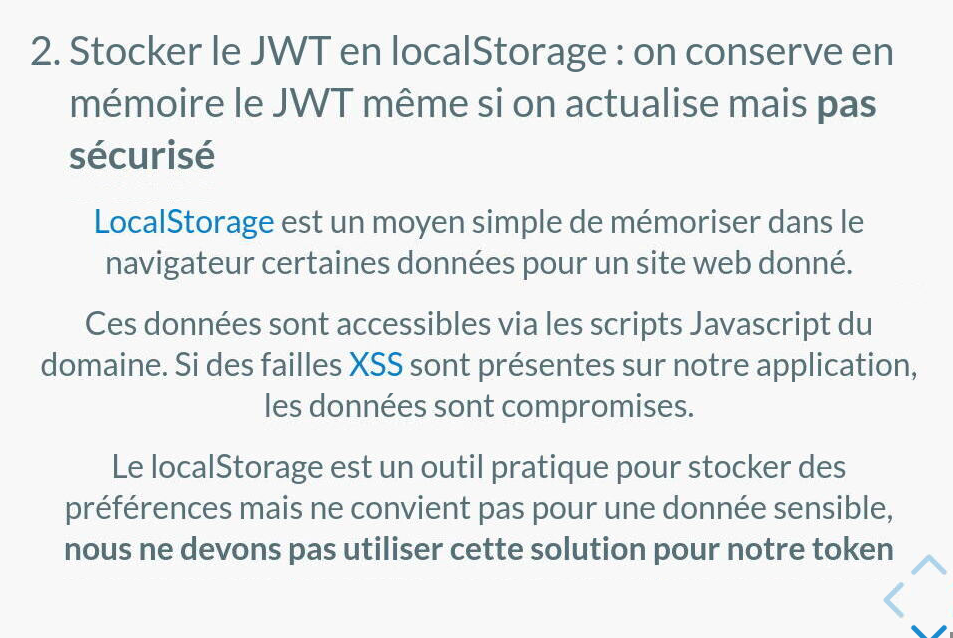 2. Stocker le JWT en localStorage : on conserve en
mémoire le JWT même si on actualise mais pas
sécurisé
LocalStorage est un moyen simple de mémoriser dans le
navigateur certaines données pour un site web donné.
Ces données sont accessibles via les scripts Javascript du
domaine. Si des failles XSS sont présentes sur notre application,
les données sont compromises.
Le localStorage est un outil pratique pour stocker des
préférences mais ne convient pas pour une donnée sensible,
nous ne devons pas utiliser cette solution pour notre token